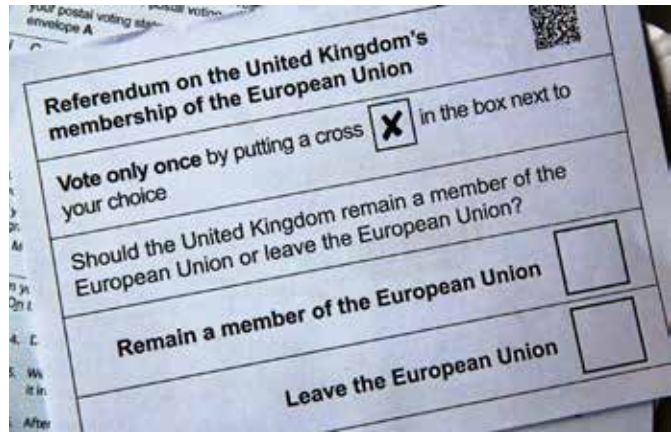 your postal voting
envelope A
Referendum on the United Kingdom's
membership of the European Union
Vote only once by putting a cross X in the box next to
your choice
Should the United Kingdom remain a member of the
European Union or leave the European Union?
Remain a member of the European Union
Leave the European Union
After